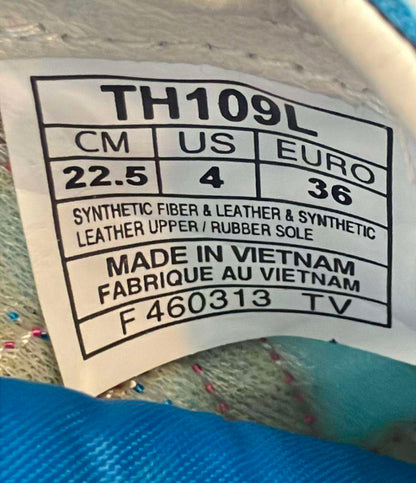 TH109L
CM US EURO
22.5 4 36
SYNTHETIC FIBER & LEATHER & SYNTHETIC
LEATHER UPPER / RUBBER SOLE
MADE IN VIETNAM
FABRIQUE AU VIETNAM
F 460313 TV